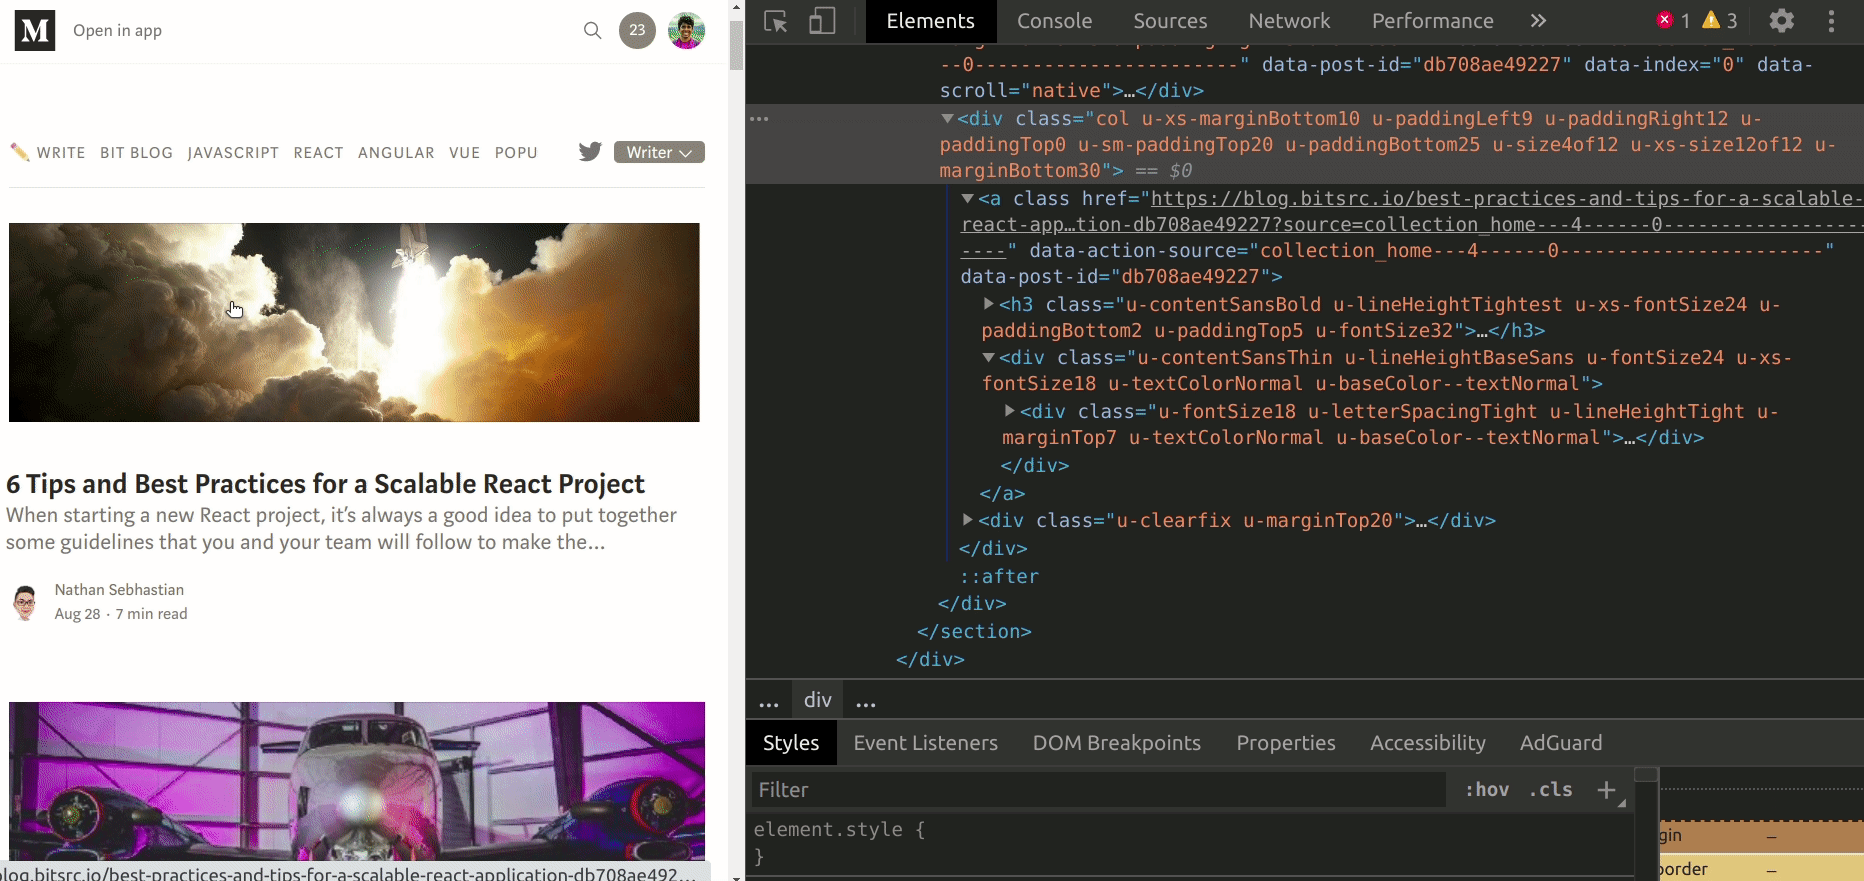 M Open in app 23
✏️ WRITE BIT BLOG JAVASCRIPT REACT ANGULAR VUE POPU Writer
6 Tips and Best Practices for a Scalable React Project
When starting a new React project, it’s always a good idea to put together
some guidelines that you and your team will follow to make the…
Nathan Sebhastian
Aug 28 · 7 min read
blog.bitsrc.io/best-practices-and-tips-for-a-scalable-react-application-db708ae492…
Elements Console Sources Network Performance » 1 3
--0-----------------------" data-post-id="db708ae49227" data-index="0" data-
scroll="native">…</div>
<div class="col u-xs-marginBottom10 u-paddingLeft9 u-paddingRight12 u-
paddingTop0 u-sm-paddingTop20 u-paddingBottom25 u-size4of12 u-xs-size12of12 u-
marginBottom30"> == $0
<a class href="https://blog.bitsrc.io/best-practices-and-tips-for-a-scalable-
react-app…tion-db708ae49227?source=collection_home---4------0------------------
----" data-action-source="collection_home---4------0-----------------------"
data-post-id="db708ae49227">
<h3 class="u-contentSansBold u-lineHeightTightest u-xs-fontSize24 u-
paddingBottom2 u-paddingTop5 u-fontSize32">…</h3>
<div class="u-contentSansThin u-lineHeightBaseSans u-fontSize24 u-xs-
fontSize18 u-textColorNormal u-baseColor--textNormal">
<div class="u-fontSize18 u-letterSpacingTight u-lineHeightTight u-
marginTop7 u-textColorNormal u-baseColor--textNormal">…</div>
</div>
</a>
<div class="u-clearfix u-marginTop20">…</div>
</div>
::after
</div>
</section>
</div>
… div …
Styles Event Listeners DOM Breakpoints Properties Accessibility AdGuard
Filter :hov .cls +
element.style {
}
gin –
border –